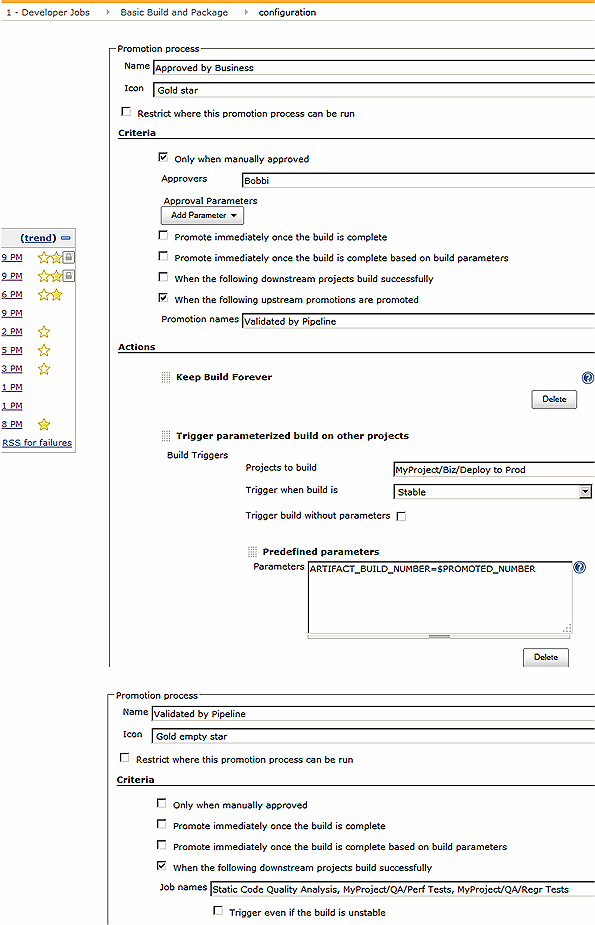 1 - Developer Jobs › Basic Build and Package › configuration
Promotion process
Name Approved by Business
Icon Gold star
Restrict where this promotion process can be run
Criteria
Only when manually approved
Approvers Bobbi
Approval Parameters
Add Parameter
Promote immediately once the build is complete
Promote immediately once the build is complete based on build parameters
When the following downstream projects build successfully
When the following upstream promotions are promoted
Promotion names Validated by Pipeline
(trend)
9 PM
9 PM
6 PM
9 PM
2 PM
5 PM
3 PM
1 PM
1 PM
8 PM
RSS for failures
Actions
Keep Build Forever
Delete
Trigger parameterized build on other projects
Build Triggers
Projects to build MyProject/Biz/Deploy to Prod
Trigger when build is Stable
Trigger build without parameters
Predefined parameters
Parameters ARTIFACT_BUILD_NUMBER=$PROMOTED_NUMBER
Delete
Promotion process
Name Validated by Pipeline
Icon Gold empty star
Restrict where this promotion process can be run
Criteria
Only when manually approved
Promote immediately once the build is complete
Promote immediately once the build is complete based on build parameters
When the following downstream projects build successfully
Job names Static Code Quality Analysis, MyProject/QA/Perf Tests, MyProject/QA/Regr Tests
Trigger even if the build is unstable